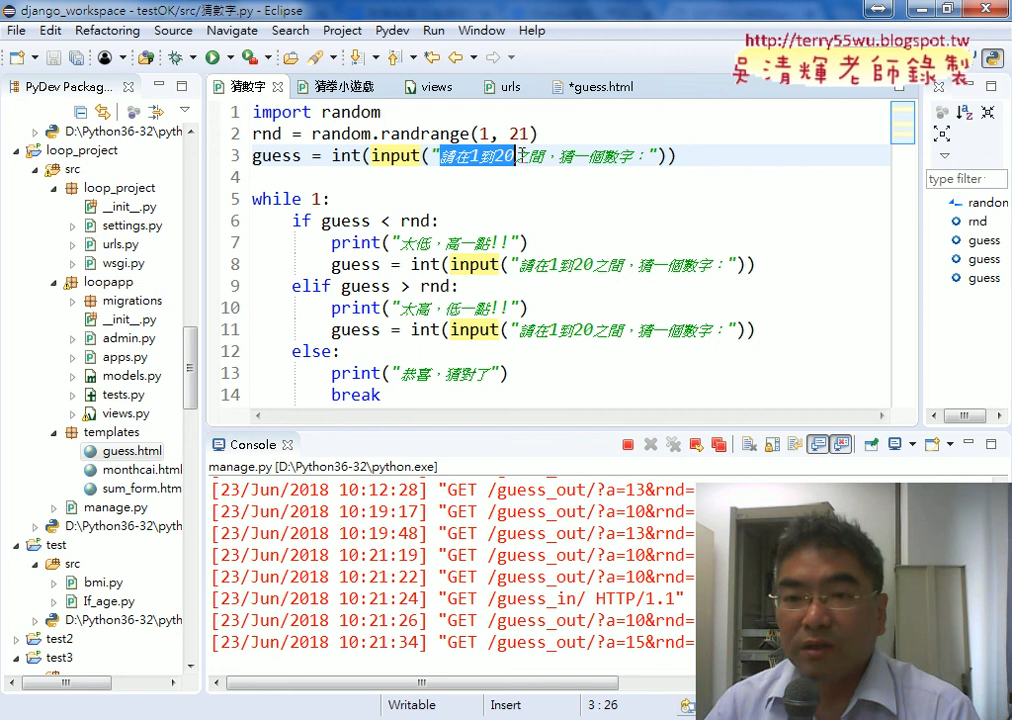 django_workspace - testOK/src/猜數字.py - Eclipse
File Edit Refactoring Source Navigate Search Project Pydev Run Window Help
http://terry55wu.blogspot.tw
吳清輝老師錄製
PyDev Packag...
猜數字
猜拳小遊戲
views
urls
*guess.html
D:\Python36-32\pyth
loop_project
src
loop_project
__init__.py
settings.py
urls.py
wsgi.py
loopapp
migrations
__init__.py
admin.py
apps.py
models.py
tests.py
views.py
templates
guess.html
monthcai.html
sum_form.htm
manage.py
D:\Python36-32\pyth
test
src
bmi.py
If_age.py
D:\Python36-32\pyth
test2
test3
1 import random
2 rnd = random.randrange(1, 21)
3 guess = int(input("請在1到20之間，猜一個數字："))
4
5 while 1:
6 if guess < rnd:
7 print("太低，高一點!!")
8 guess = int(input("請在1到20之間，猜一個數字："))
9 elif guess > rnd:
10 print("太高，低一點!!")
11 guess = int(input("請在1到20之間，猜一個數字："))
12 else:
13 print("恭喜，猜對了")
14 break
type filter
random
rnd
guess
guess
guess
Console
manage.py [D:\Python36-32\python.exe]
[23/Jun/2018 10:12:28] "GET /guess_out/?a=13&rnd=
[23/Jun/2018 10:19:17] "GET /guess_out/?a=10&rnd=
[23/Jun/2018 10:19:48] "GET /guess_out/?a=13&rnd=
[23/Jun/2018 10:21:19] "GET /guess_out/?a=10&rnd=
[23/Jun/2018 10:21:22] "GET /guess_out/?a=10&rnd=
[23/Jun/2018 10:21:24] "GET /guess_in/ HTTP/1.1"
[23/Jun/2018 10:21:26] "GET /guess_out/?a=10&rnd=
[23/Jun/2018 10:21:34] "GET /guess_out/?a=15&rnd=
Writable
Insert
3 : 26